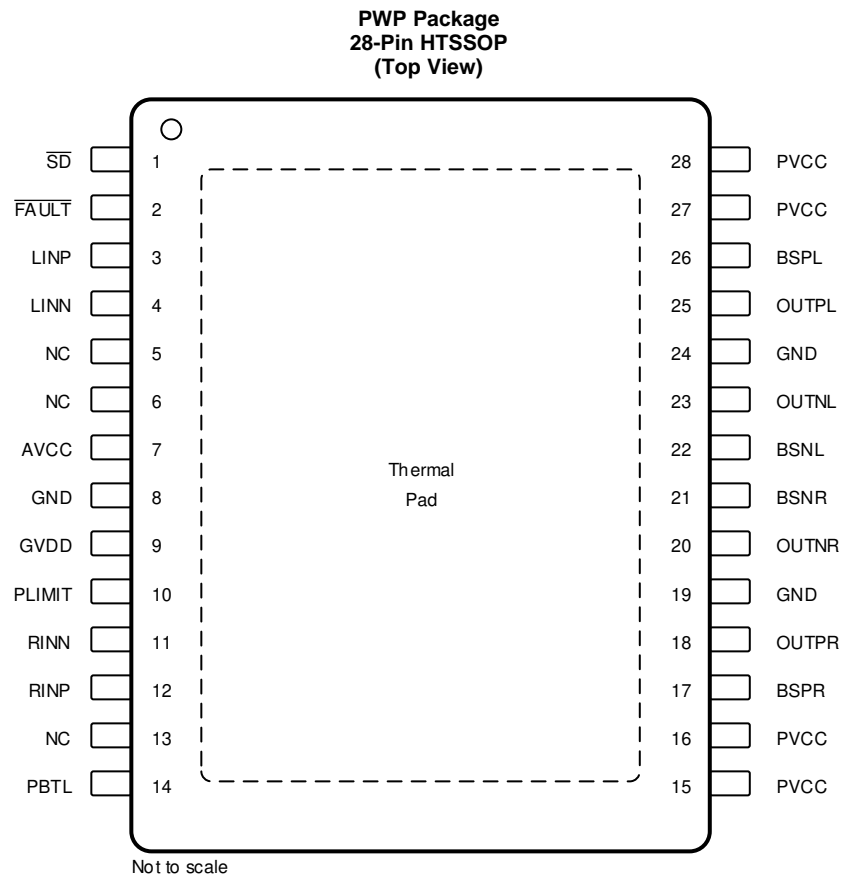 PWP Package
28-Pin HTSSOP
(Top View)
SD 1 28 PVCC
FAULT 2 27 PVCC
LINP 3 26 BSPL
LINN 4 25 OUTPL
NC 5 24 GND
NC 6 23 OUTNL
AVCC 7 22 BSNL
Thermal
Pad
GND 8 21 BSNR
GVDD 9 20 OUTNR
PLIMIT 10 19 GND
RINN 11 18 OUTPR
RINP 12 17 BSPR
NC 13 16 PVCC
PBTL 14 15 PVCC
Not to scale